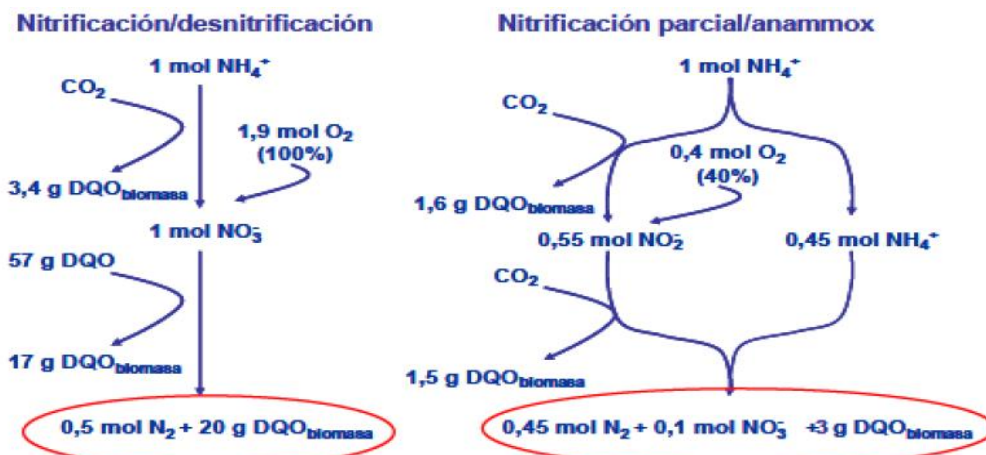 Nitrificación/desnitrificación
1 mol NH₄⁺
CO₂
1,9 mol O₂
(100%)
3,4 g DQObiomasa
1 mol NO₃⁻
57 g DQO
17 g DQObiomasa
0,5 mol N₂ + 20 g DQObiomasa
Nitrificación parcial/anammox
1 mol NH₄⁺
CO₂
0,4 mol O₂
(40%)
1,6 g DQObiomasa
0,55 mol NO₂⁻
0,45 mol NH₄⁺
CO₂
1,5 g DQObiomasa
0,45 mol N₂ + 0,1 mol NO₃⁻ +3 g DQObiomasa